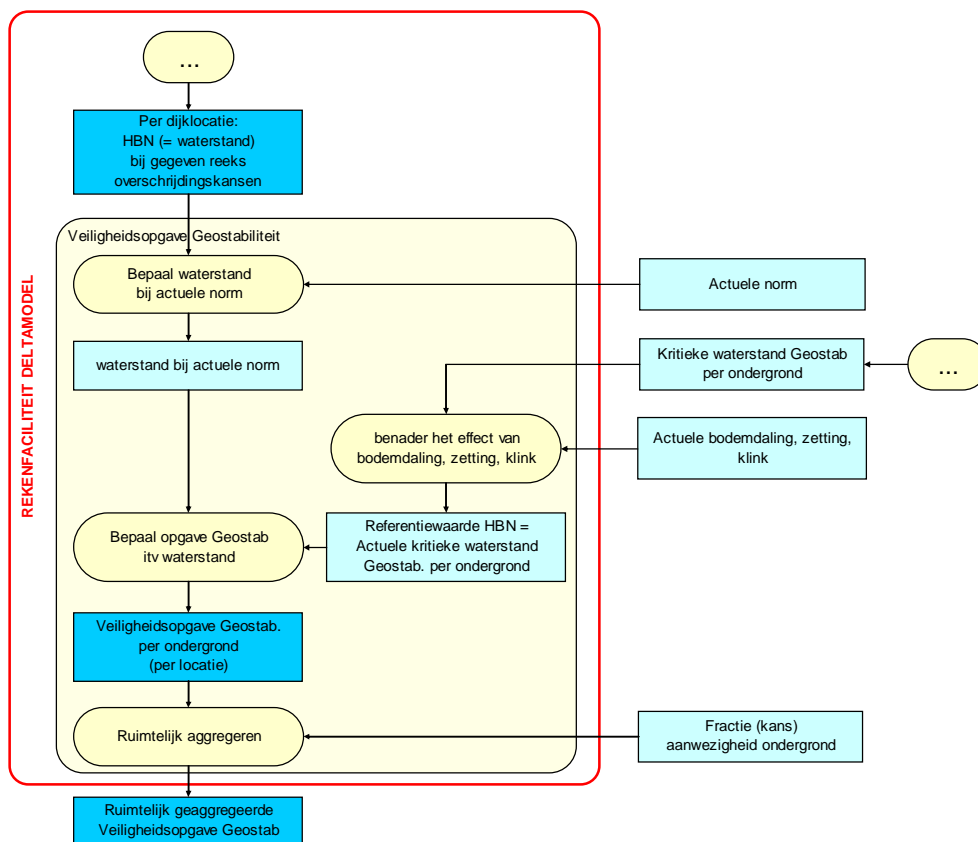 ...
Per dijklocatie:
HBN (= waterstand)
bij gegeven reeks
overschrijdingskansen
Veiligheidsopgave Geostabiliteit
Bepaal waterstand
bij actuele norm
Actuele norm
waterstand bij actuele norm
Kritieke waterstand Geostab
per ondergrond
...
benader het effect van
bodemdaling, zetting, klink
Actuele bodemdaling, zetting,
klink
REKENFACILITEIT DELTAMODEL
Bepaal opgave Geostab
itv waterstand
Referentiewaarde HBN =
Actuele kritieke waterstand
Geostab. per ondergrond
Veiligheidsopgave Geostab.
per ondergrond
(per locatie)
Ruimtelijk aggregeren
Fractie (kans)
aanwezigheid ondergrond
Ruimtelijk geaggregeerde
Veiligheidsopgave Geostab